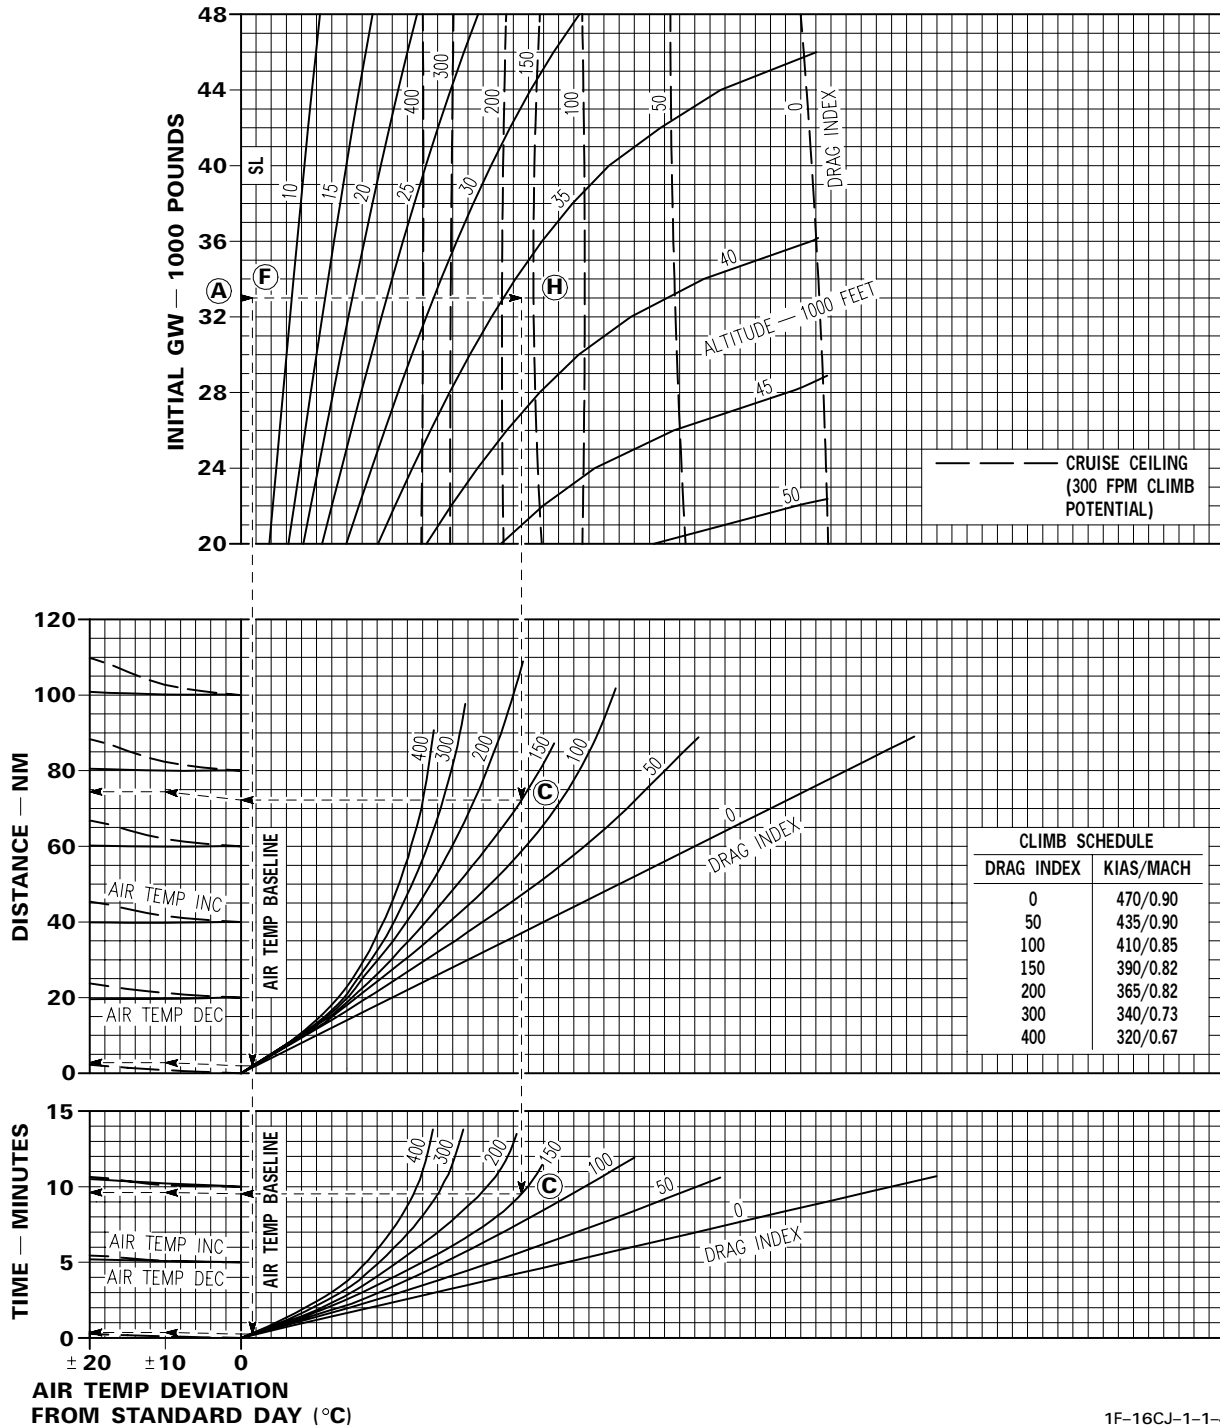 48
44
40
36
32
28
24
20
INITIAL GW — 1000 POUNDS
SL
10
15
20
25
30
35
40
45
50
400
300
200
150
100
50
0
DRAG INDEX
ALTITUDE — 1000 FEET
A
F
H
CRUISE CEILING
(300 FPM CLIMB
POTENTIAL)
120
100
80
60
40
20
0
DISTANCE — NM
AIR TEMP INC
AIR TEMP DEC
AIR TEMP BASELINE
400
300
200
150
100
50
0
DRAG INDEX
C
CLIMB SCHEDULE
DRAG INDEX KIAS/MACH
0 470/0.90
50 435/0.90
100 410/0.85
150 390/0.82
200 365/0.82
300 340/0.73
400 320/0.67
15
10
5
0
TIME — MINUTES
AIR TEMP INC
AIR TEMP DEC
AIR TEMP BASELINE
400
300
200
150
100
50
0
DRAG INDEX
C
±20 ±10 0
AIR TEMP DEVIATION
FROM STANDARD DAY (°C)